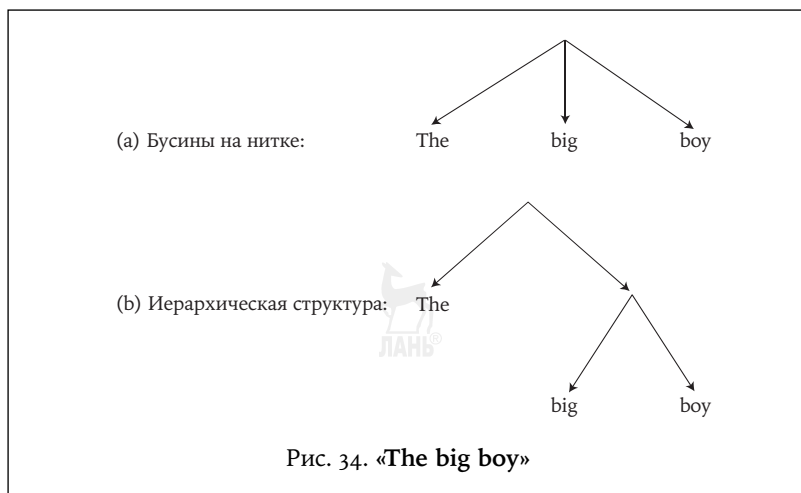 (a) Бусины на нитке: The big boy
(b) Иерархическая структура: The
ЛАНЬ®
big boy
Рис. 34. «The big boy»